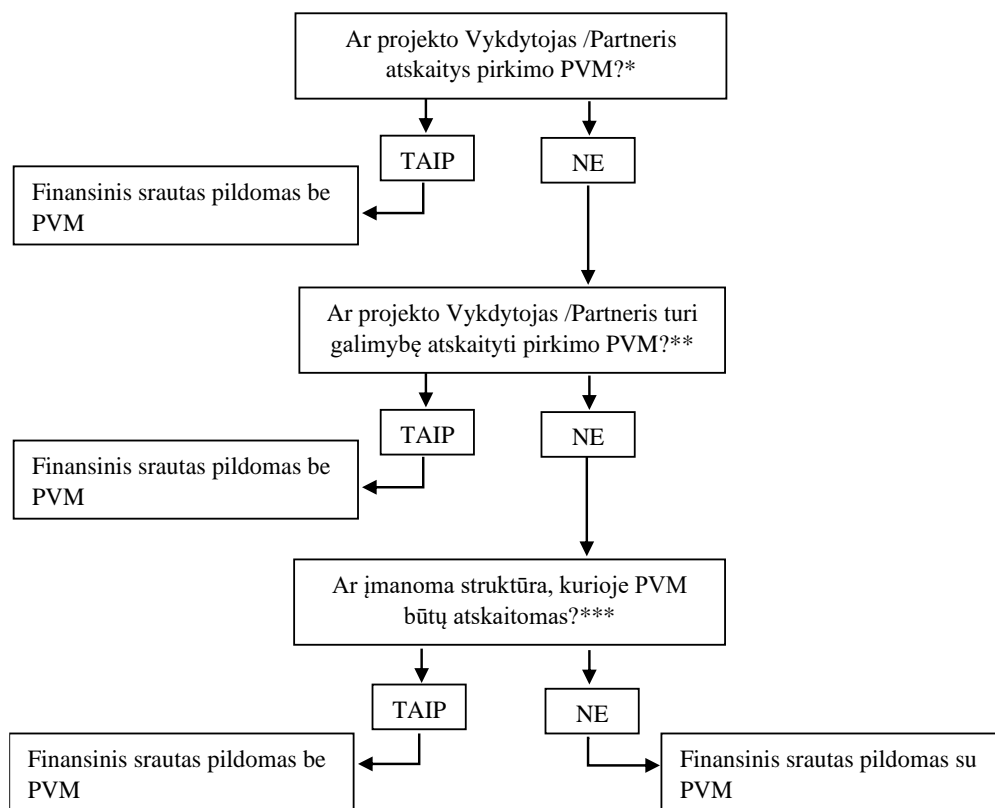 Ar projekto Vykdytojas /Partneris
atskaitys pirkimo PVM?*
TAIP
NE
Finansinis srautas pildomas be
PVM
Ar projekto Vykdytojas /Partneris turi
galimybę atskaityti pirkimo PVM?**
TAIP
NE
Finansinis srautas pildomas be
PVM
Ar įmanoma struktūra, kurioje PVM
būtų atskaitomas?***
TAIP
NE
Finansinis srautas pildomas be
PVM
Finansinis srautas pildomas su
PVM